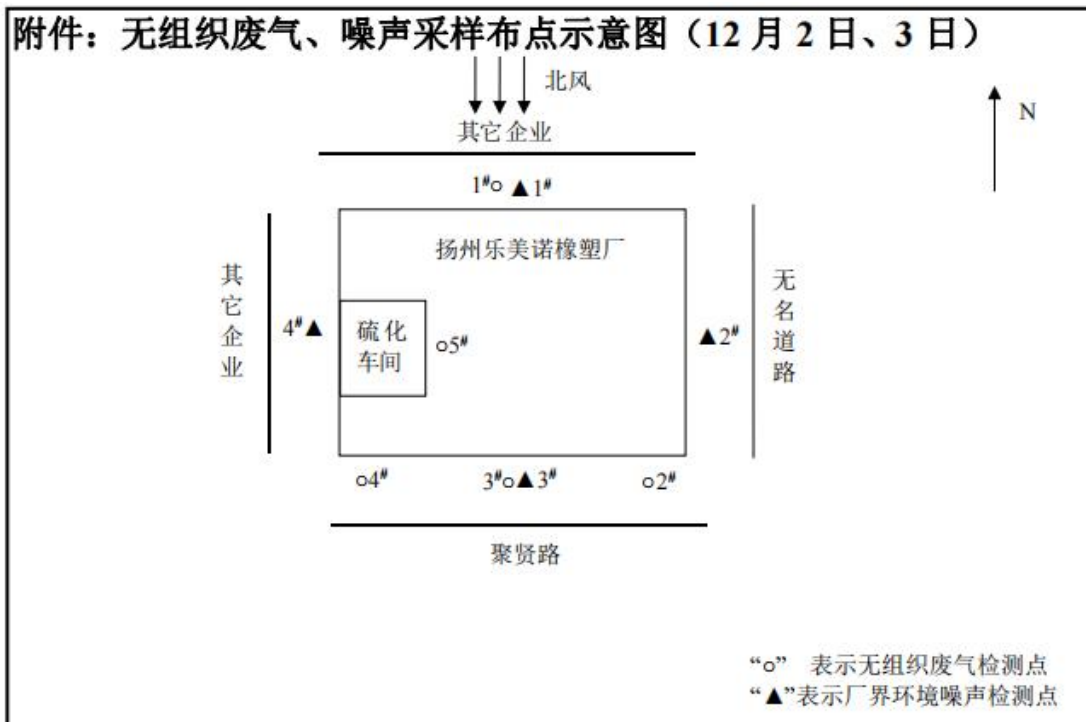 附件：无组织废气、噪声采样布点示意图（12 月 2 日、3 日）
北风
N
其它企业
1#○ ▲1#
扬州乐美诺橡塑厂
其它企业
4#▲
硫化
车间
○5#
▲2#
无名道路
○4#
3#○▲3#
○2#
聚贤路
“○” 表示无组织废气检测点
“▲”表示厂界环境噪声检测点